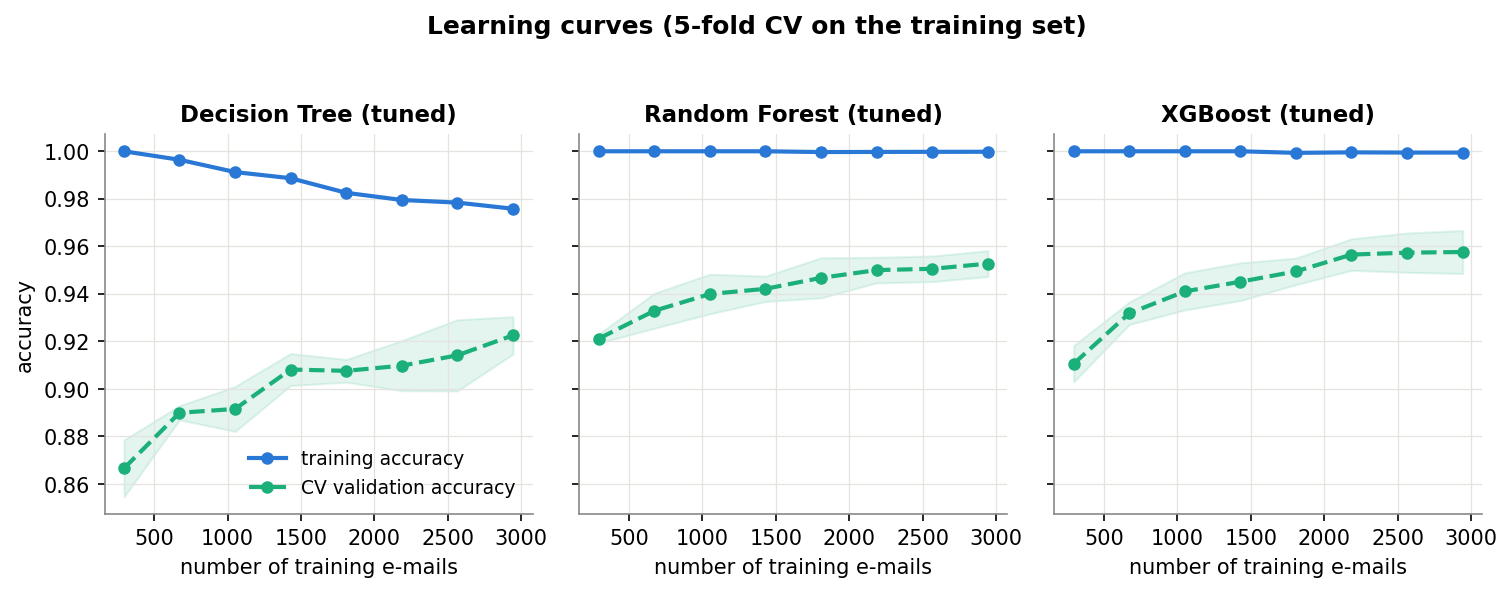 Learning curves (5-fold CV on the training set)
Decision Tree (tuned)
Random Forest (tuned)
XGBoost (tuned)
accuracy
1.00
0.98
0.96
0.94
0.92
0.90
0.88
0.86
training accuracy
CV validation accuracy
500 1000 1500 2000 2500 3000
500 1000 1500 2000 2500 3000
500 1000 1500 2000 2500 3000
number of training e-mails
number of training e-mails
number of training e-mails